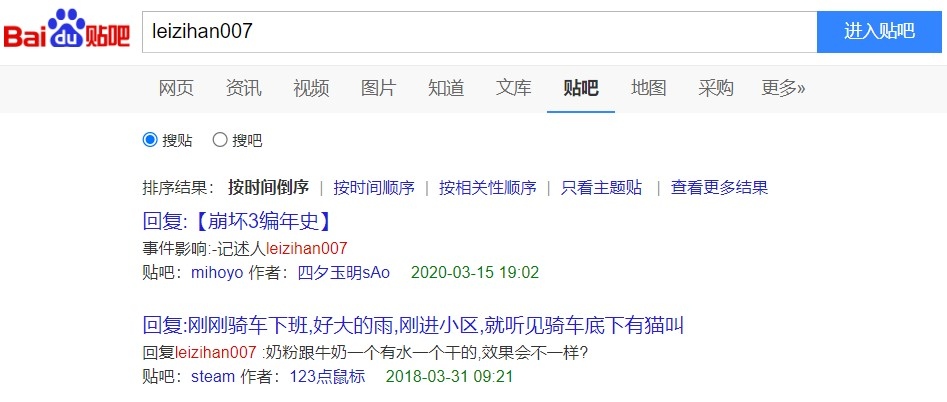 Bai du 贴吧 leizihan007 进入贴吧
网页 资讯 视频 图片 知道 文库 贴吧 地图 采购 更多»
搜贴 搜吧
排序结果： 按时间倒序 | 按时间顺序 | 按相关性顺序 | 只看主题贴 | 查看更多结果
回复:【崩坏3编年史】
事件影响:-记述人leizihan007
贴吧：mihoyo 作者：四夕玉明sAo 2020-03-15 19:02
回复:刚刚骑车下班,好大的雨,刚进小区,就听见骑车底下有猫叫
回复leizihan007 :奶粉跟牛奶一个有水一个干的,效果会不一样?
贴吧：steam 作者：123点鼠标 2018-03-31 09:21